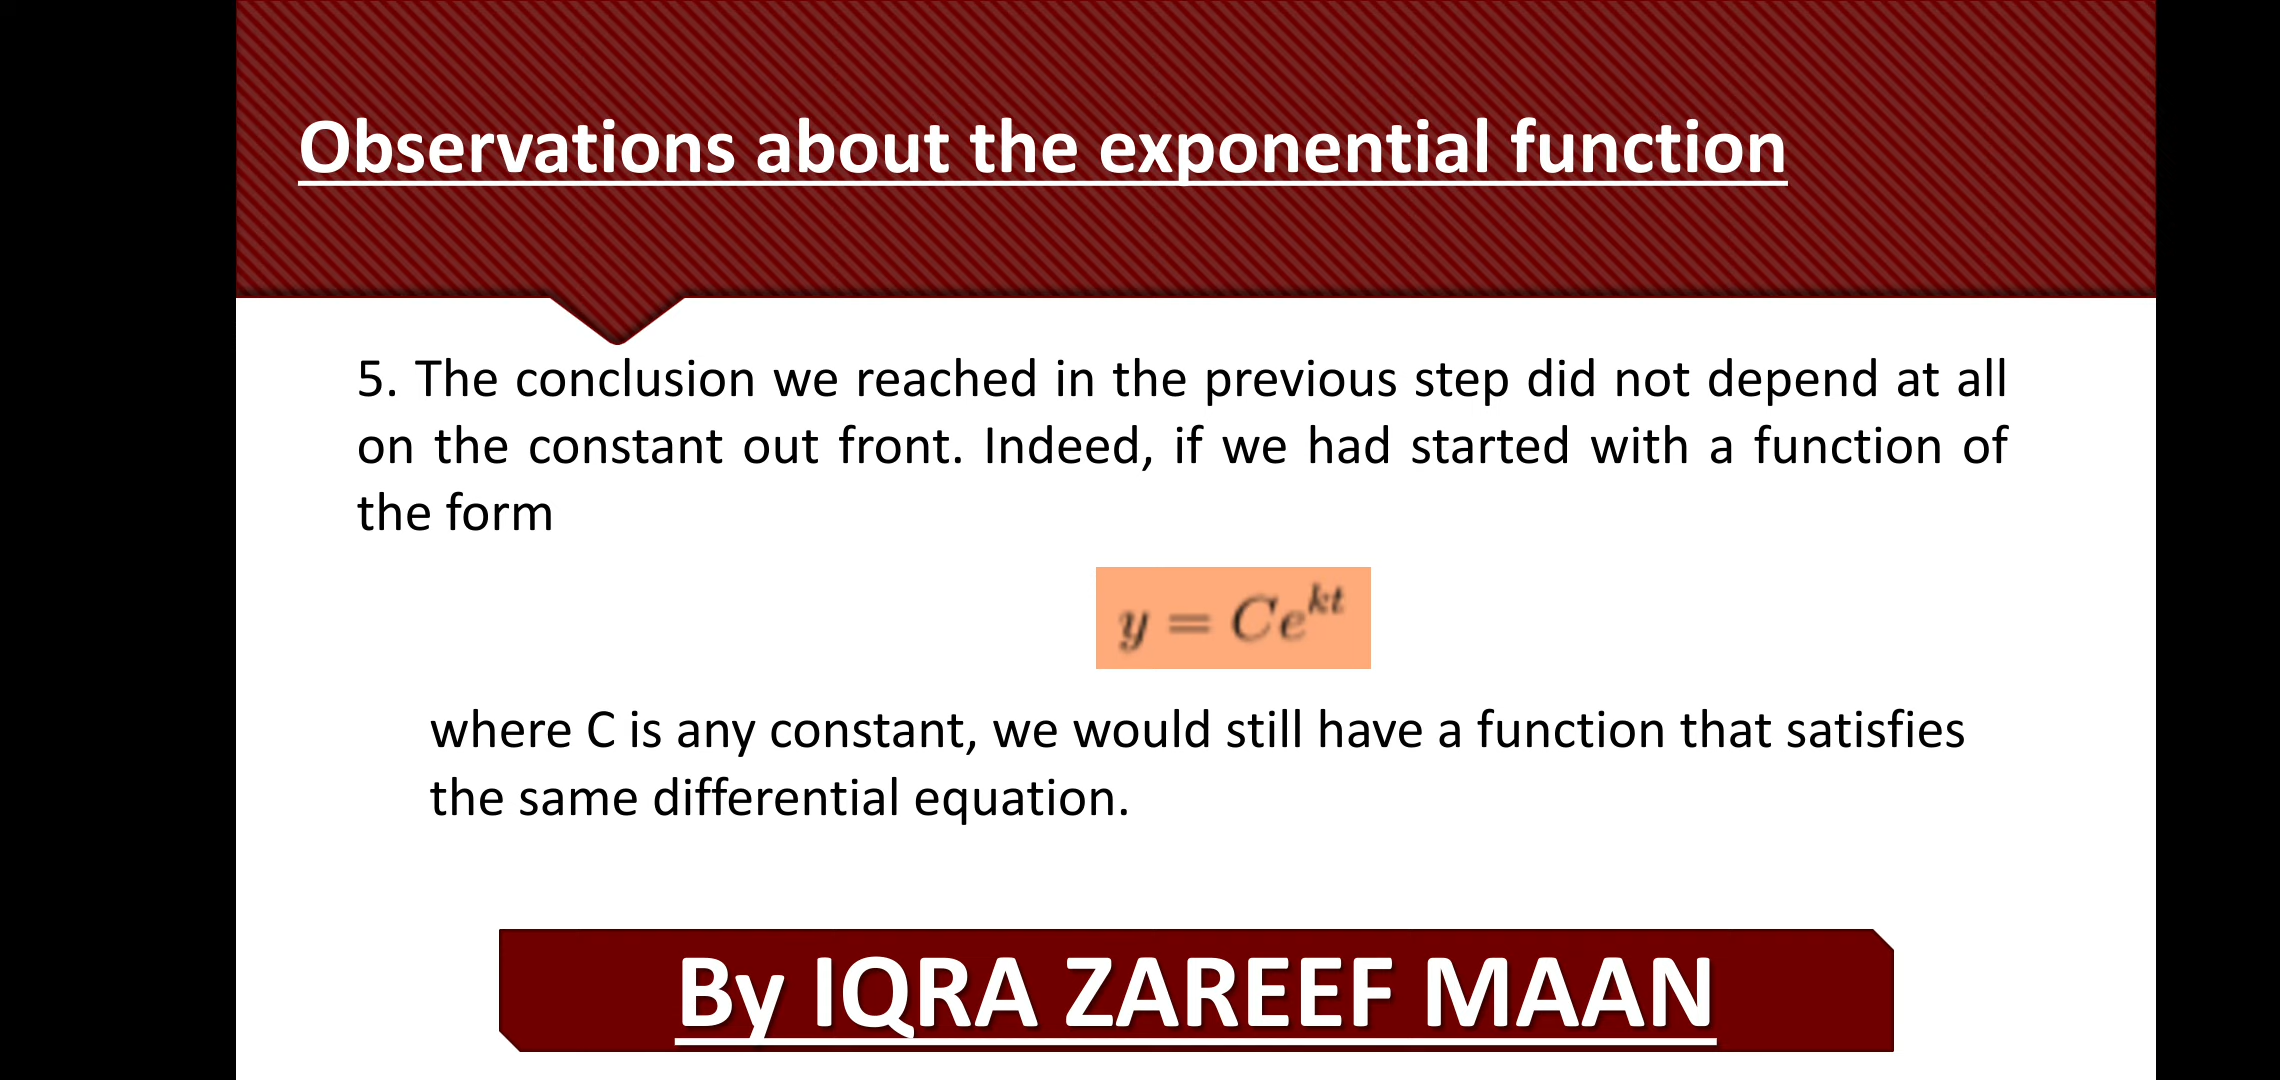 Observations about the exponential function
5. The conclusion we reached in the previous step did not depend at all
on the constant out front. Indeed, if we had started with a function of
the form
y = Ce^{kt}
where C is any constant, we would still have a function that satisfies
the same differential equation.
By IQRA ZAREEF MAAN